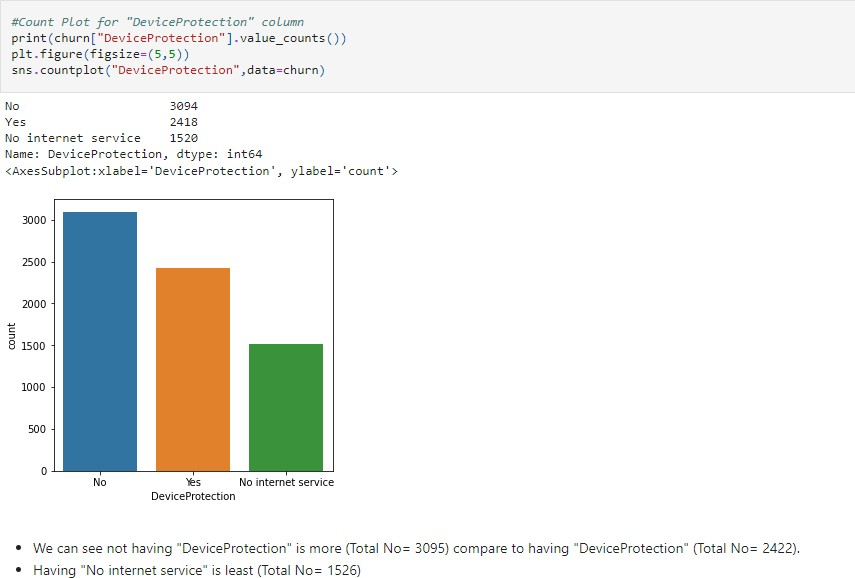 #Count Plot for "DeviceProtection" column
print(churn["DeviceProtection"].value_counts())
plt.figure(figsize=(5,5))
sns.countplot("DeviceProtection",data=churn)
No 3094
Yes 2418
No internet service 1520
Name: DeviceProtection, dtype: int64
<AxesSubplot:xlabel='DeviceProtection', ylabel='count'>
3000
2500
2000
1500
1000
500
0
count
No Yes No internet service
DeviceProtection
• We can see not having "DeviceProtection" is more (Total No= 3095) compare to having "DeviceProtection" (Total No= 2422).
• Having "No internet service" is least (Total No= 1526)